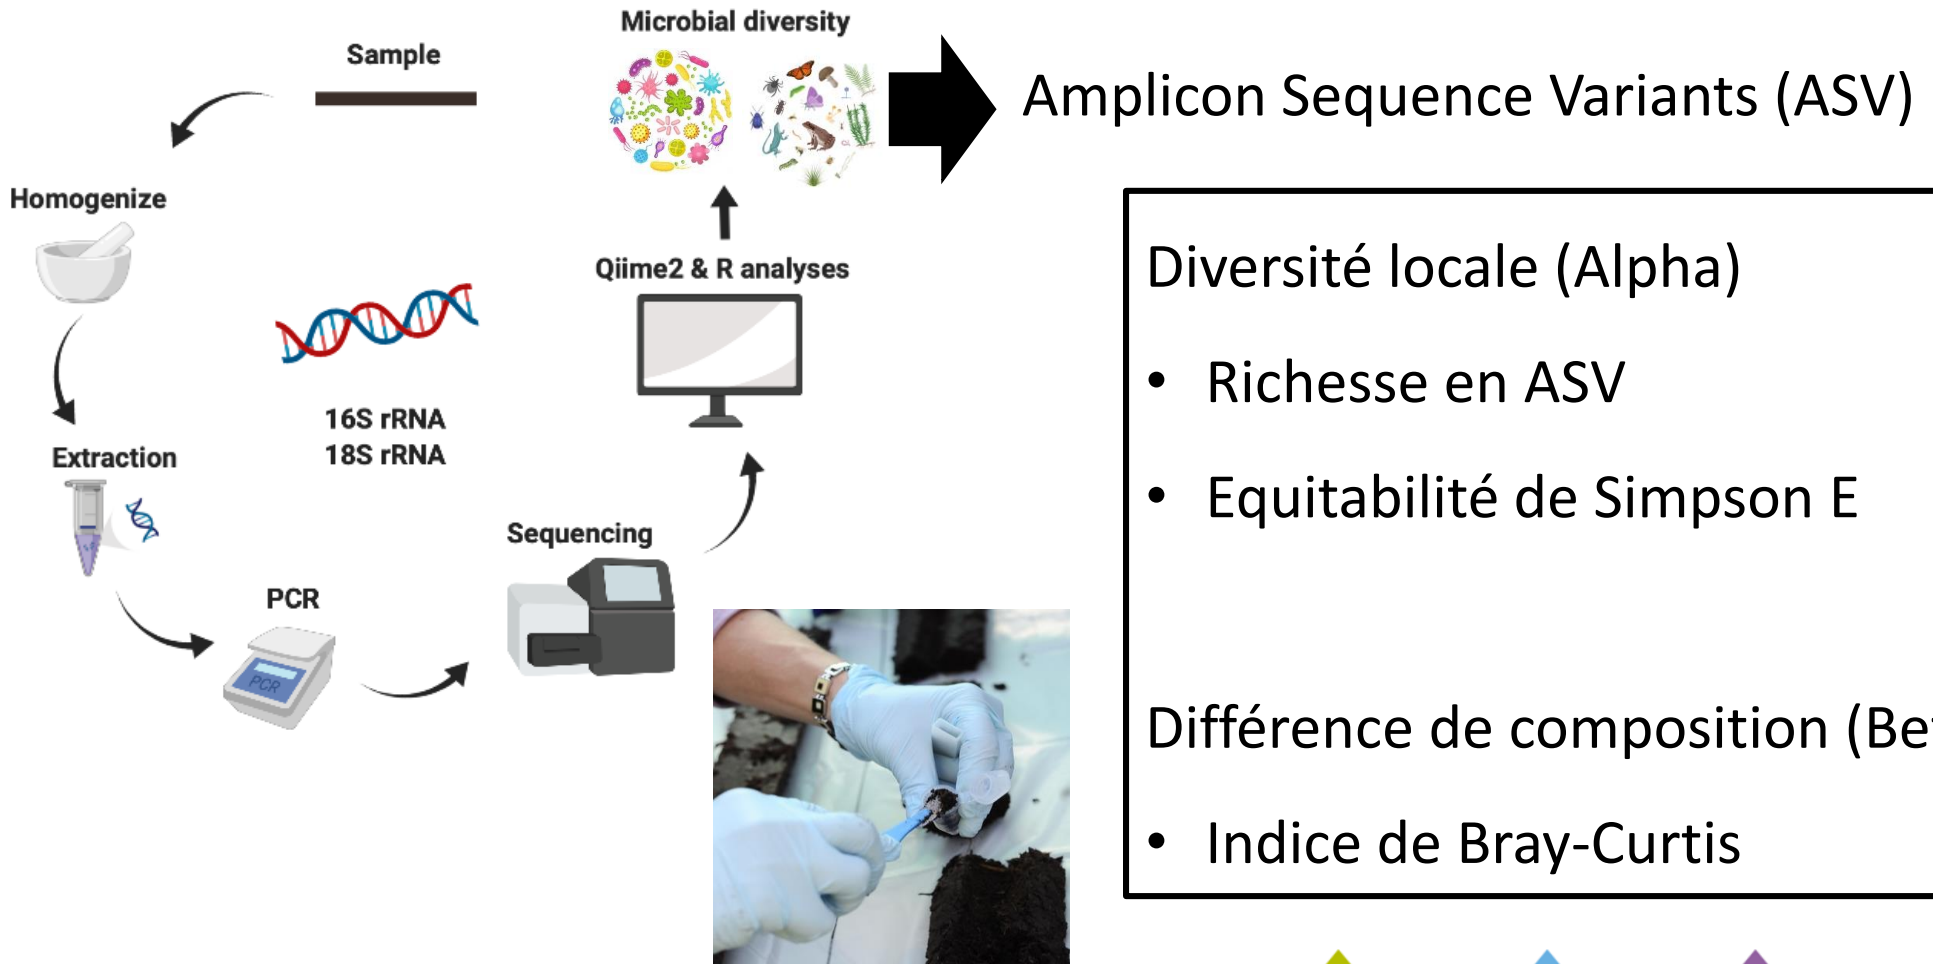 Microbial diversity
Sample
Amplicon Sequence Variants (ASV)
Homogenize
Qiime2 & R analyses
16S rRNA
18S rRNA
Extraction
Sequencing
PCR
PCR
Diversité locale (Alpha)
• Richesse en ASV
• Equitabilité de Simpson E
Différence de composition (Be
• Indice de Bray-Curtis